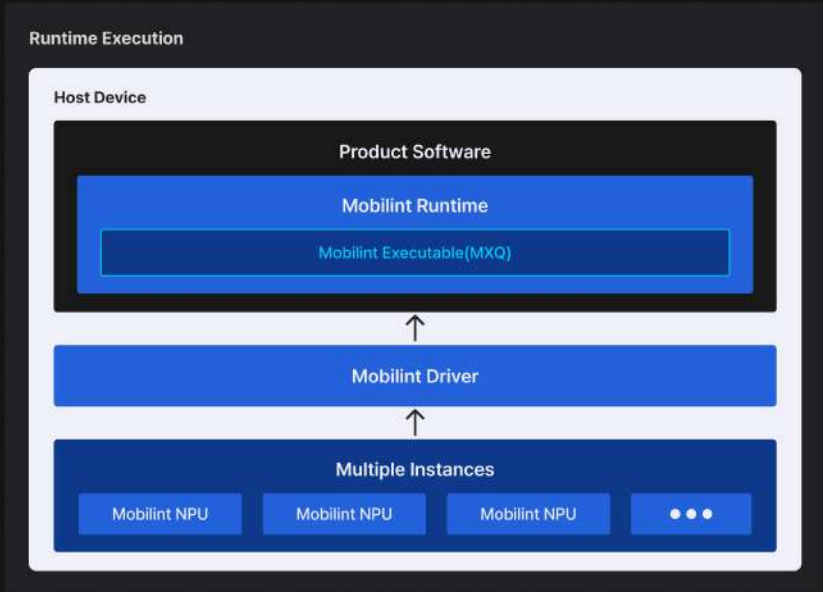 Runtime Execution
Host Device
Product Software
Mobilint Runtime
Mobilint Executable(MXQ)
Mobilint Driver
Multiple Instances
Mobilint NPU
Mobilint NPU
Mobilint NPU